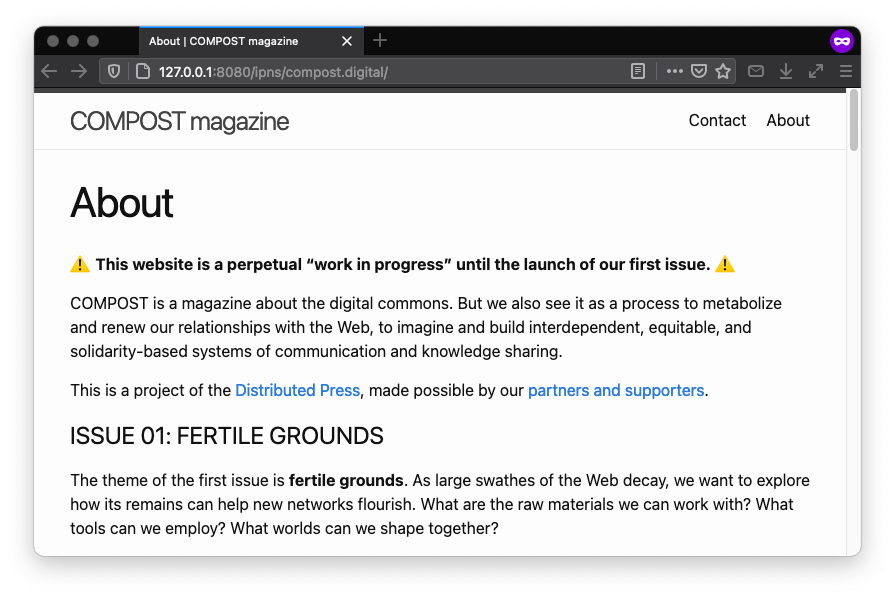 About | COMPOST magazine
127.0.0.1:8080/ipns/compost.digital/
COMPOST magazine
Contact About
About
⚠️ This website is a perpetual “work in progress” until the launch of our first issue. ⚠️
COMPOST is a magazine about the digital commons. But we also see it as a process to metabolize
and renew our relationships with the Web, to imagine and build interdependent, equitable, and
solidarity-based systems of communication and knowledge sharing.
This is a project of the Distributed Press, made possible by our partners and supporters.
ISSUE 01: FERTILE GROUNDS
The theme of the first issue is fertile grounds. As large swathes of the Web decay, we want to explore
how its remains can help new networks flourish. What are the raw materials we can work with? What
tools can we employ? What worlds can we shape together?